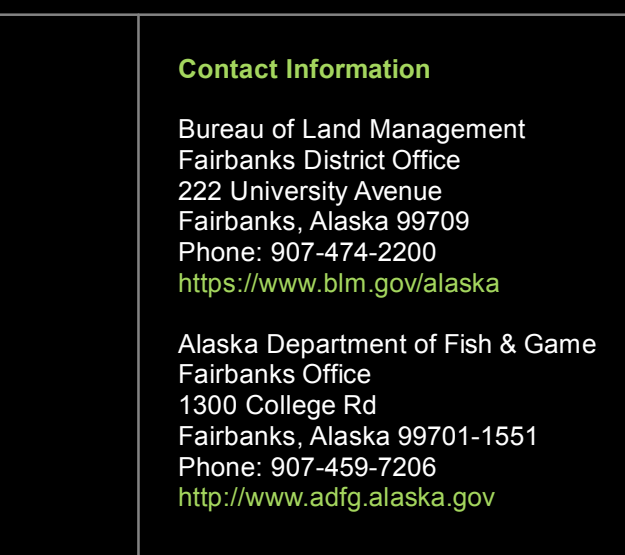 Contact Information
Bureau of Land Management
Fairbanks District Office
222 University Avenue
Fairbanks, Alaska 99709
Phone: 907-474-2200
https://www.blm.gov/alaska
Alaska Department of Fish & Game
Fairbanks Office
1300 College Rd
Fairbanks, Alaska 99701-1551
Phone: 907-459-7206
http://www.adfg.alaska.gov